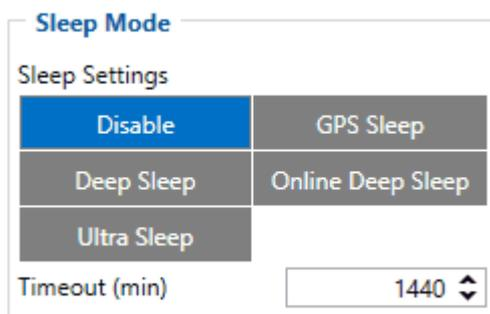 Sleep Mode
Sleep Settings
Disable GPS Sleep
Deep Sleep Online Deep Sleep
Ultra Sleep
Timeout (min) 1440